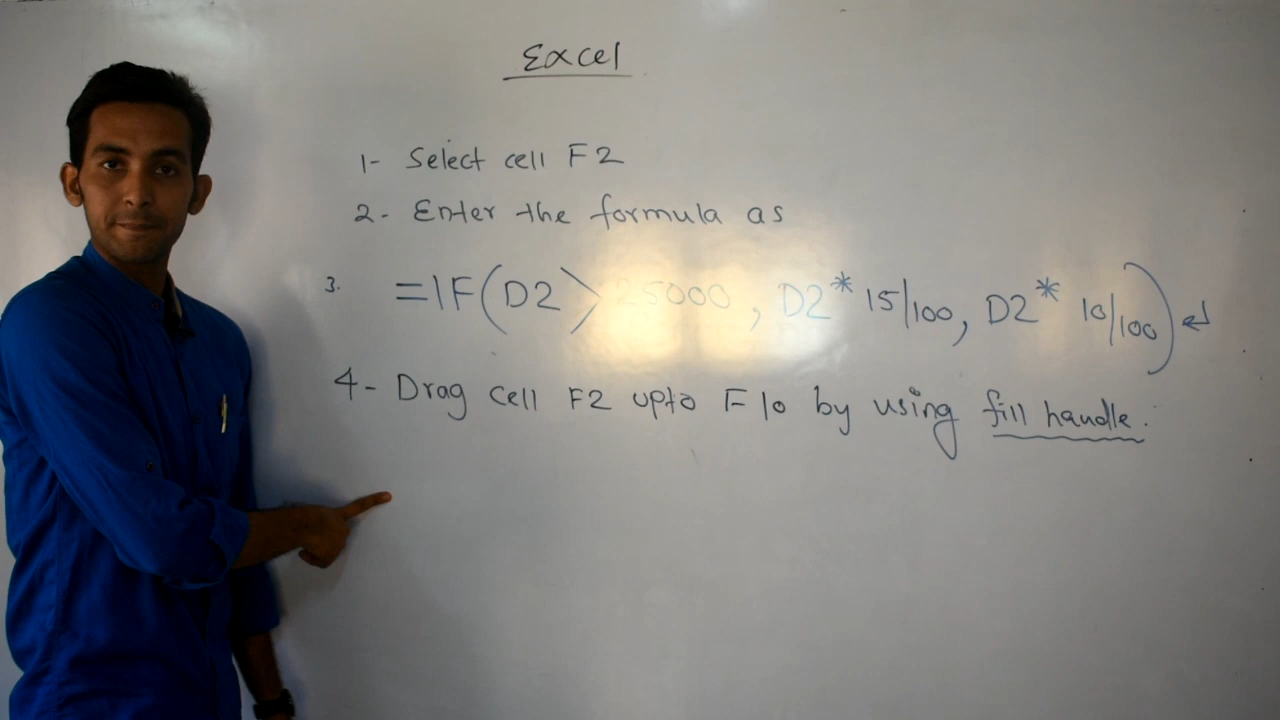 Excel
1- Select cell F2
2- Enter the formula as
3. =IF(D2>25000, D2*15/100, D2*10/100)↵
4- Drag cell F2 upto F10 by using fill handle.